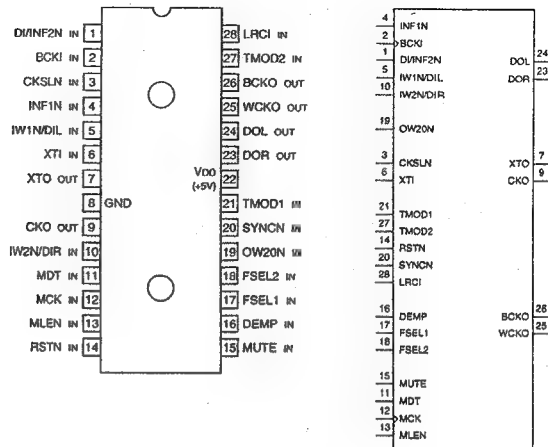 DI/INF2N IN 1
BCKI IN 2
CKSLN IN 3
INF1N IN 4
IW1N/DIL IN 5
XTI IN 6
XTO OUT 7
8 GND
CKO OUT 9
IW2N/DIR IN 10
MDT IN 11
MCK IN 12
MLEN IN 13
RSTN IN 14
28 LRCI IN
27 TMOD2 IN
26 BCKO OUT
25 WCKO OUT
24 DOL OUT
23 DOR OUT
VDD
(+5V)
22
21 TMOD1 IN
20 SYNCN IN
19 OW20N IN
18 FSEL2 IN
17 FSEL1 IN
16 DEMP IN
15 MUTE IN
4 INF1N
2 BCKI
1 DI/INF2N
5 IW1N/DIL
10 IW2N/DIR
19 OW20N
3 CKSLN
6 XTI
21 TMOD1
27 TMOD2
14 RSTN
20 SYNCN
28 LRCI
16 DEMP
17 FSEL1
18 FSEL2
15 MUTE
11 MDT
12 MCK
13 MLEN
DOL 24
DOR 23
XTO 7
CKO 9
BCKO 26
WCKO 25